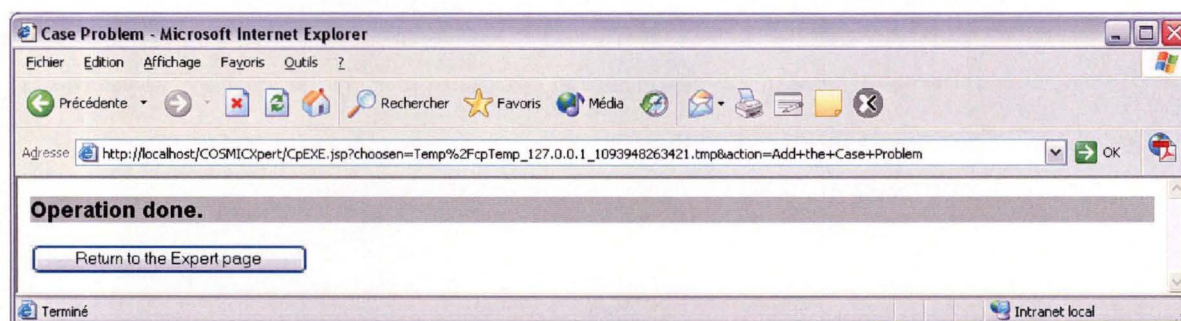 Case Problem - Microsoft Internet Explorer
Fichier Edition Affichage Favoris Outils ?
Précédente Rechercher Favoris Média
Adresse http://localhost/COSMICXpert/CpEXE.jsp?choosen=Temp%2FcpTemp_127.0.0.1_1093948263421.tmp&action=Add+the+Case+Problem OK
Operation done.
Return to the Expert page
Terminé Intranet local